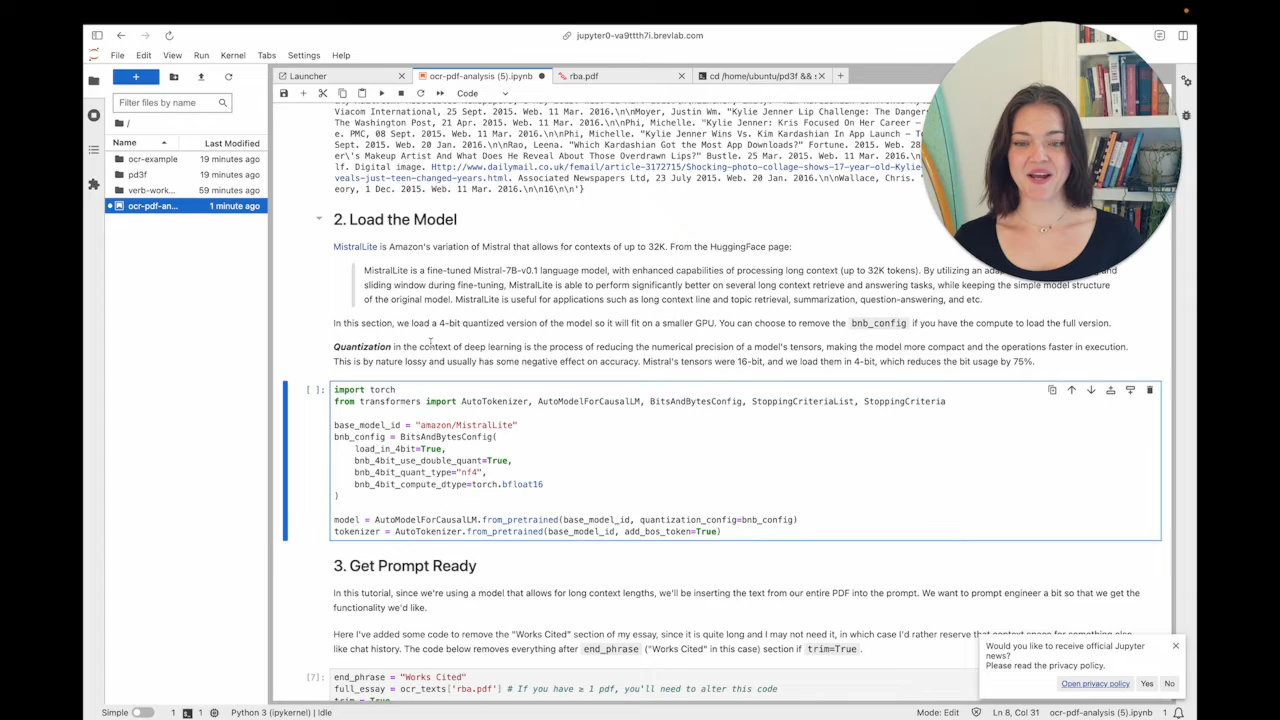 jupyter0-va9ttth7i.brevlab.com
File Edit View Run Kernel Tabs Settings Help
Launcher
ocr-pdf-analysis (5).ipynb
rba.pdf
cd /home/ubuntu/pd3f && s
Filter files by name
Code
/
Name Last Modified
ocr-example 19 minutes ago
pd3f 19 minutes ago
verb-work... 59 minutes ago
ocr-pdf-an... 1 minute ago
Viacom International, 25 Sept. 2015. Web. 11 Mar. 2016.\n\nMoyer, Justin Wm. "Kylie Jenner Lip Challenge: The Danger
The Washington Post, 21 Apr. 2015. Web. 11 Mar. 2016.\n\nPhi, Michelle. "Kylie Jenner: Kris Focused On Her Career –
e. PMC, 08 Sept. 2015. Web. 11 Mar. 2016.\n\nPhi, Michelle. "Kylie Jenner Wins Vs. Kim Kardashian In App Launch – T
Sept. 2015. Web. 20 Jan. 2016.\n\nRao, Leena. "Which Kardashian Got the Most App Downloads?" Fortune. 2015. Web. 28
er\'s Makeup Artist And What Does He Reveal About Those Overdrawn Lips?" Bustle. 25 Mar. 2015. Web. 11 Mar. 2016.\n\
lf. Digital image. Http://www.dailymail.co.uk/femail/article-3172715/Shocking-photo-collage-shows-17-year-old-Kylie-
veals-just-teen-changed-years.html. Associated Newspapers Ltd, 23 July 2015. Web. 20 Jan. 2016.\n\nWallace, Chris. "
eory, 1 Dec. 2015. Web. 11 Mar. 2016.\n\n16\n\n'}
2. Load the Model
MistralLite is Amazon's variation of Mistral that allows for contexts of up to 32K. From the HuggingFace page:
MistralLite is a fine-tuned Mistral-7B-v0.1 language model, with enhanced capabilities of processing long context (up to 32K tokens). By utilizing an and
sliding window during fine-tuning, MistralLite is able to perform significantly better on several long context retrieve and answering tasks, while keeping the simple model structure
of the original model. MistralLite is useful for applications such as long context line and topic retrieval, summarization, question-answering, and etc.
In this section, we load a 4-bit quantized version of the model so it will fit on a smaller GPU. You can choose to remove the bnb_config if you have the compute to load the full version.
Quantization in the context of deep learning is the process of reducing the numerical precision of a model's tensors, making the model more compact and the operations faster in execution.
This is by nature lossy and usually has some negative effect on accuracy. Mistral's tensors were 16-bit, and we load them in 4-bit, which reduces the bit usage by 75%.
[ ]:
import torch
from transformers import AutoTokenizer, AutoModelForCausalLM, BitsAndBytesConfig, StoppingCriteriaList, StoppingCriteria
base_model_id = "amazon/MistralLite"
bnb_config = BitsAndBytesConfig(
load_in_4bit=True,
bnb_4bit_use_double_quant=True,
bnb_4bit_quant_type="nf4",
bnb_4bit_compute_dtype=torch.bfloat16
)
model = AutoModelForCausalLM.from_pretrained(base_model_id, quantization_config=bnb_config)
tokenizer = AutoTokenizer.from_pretrained(base_model_id, add_bos_token=True)
3. Get Prompt Ready
In this tutorial, since we're using a model that allows for long context lengths, we'll be inserting the text from our entire PDF into the prompt. We want to prompt engineer a bit so that we get the
functionality we'd like.
Here I've added some code to remove the "Works Cited" section of my essay, since it is quite long and I may not need it, in which case I'd rather reserve that context space for something else
like chat history. The code below removes everything after end_phrase ("Works Cited" in this case) section if trim=True .
[7]:
end_phrase = "Works Cited"
full_essay = ocr_texts['rba.pdf'] # If you have ≥ 1 pdf, you'll need to alter this code
trim = True
Would you like to receive official Jupyter
news?
Please read the privacy policy.
Open privacy policy Yes No
Simple 1 1 Python 3 (ipykernel) | Idle Mode: Edit Ln 8, Col 31 ocr-pdf-analysis (5).ipynb 1